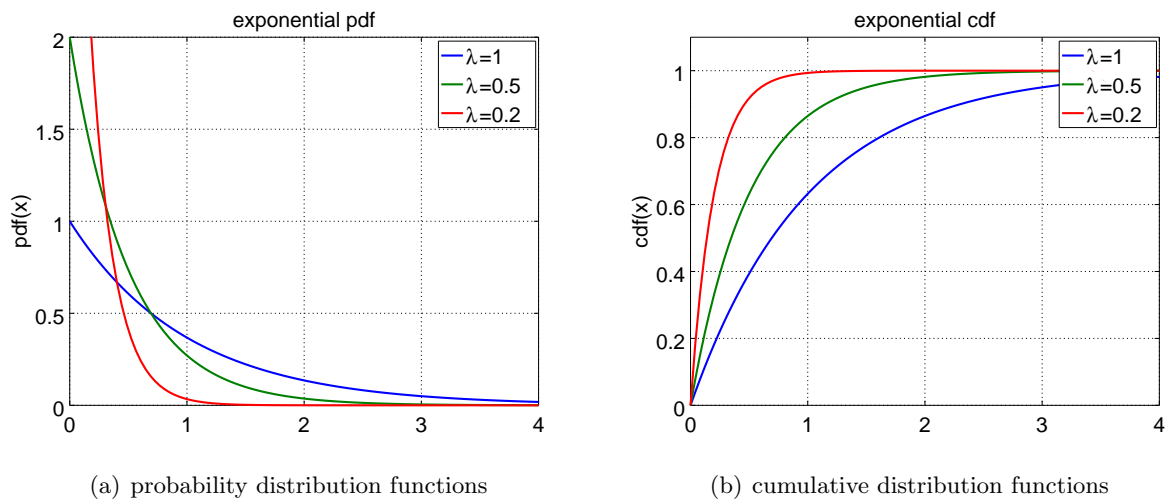 exponential pdf
2
1.5
1
0.5
0
0
1
2
3
4
pdf(x)
λ=1
λ=0.5
λ=0.2
(a) probability distribution functions
exponential cdf
1
0.8
0.6
0.4
0.2
0
0
1
2
3
4
cdf(x)
λ=1
λ=0.5
λ=0.2
(b) cumulative distribution functions